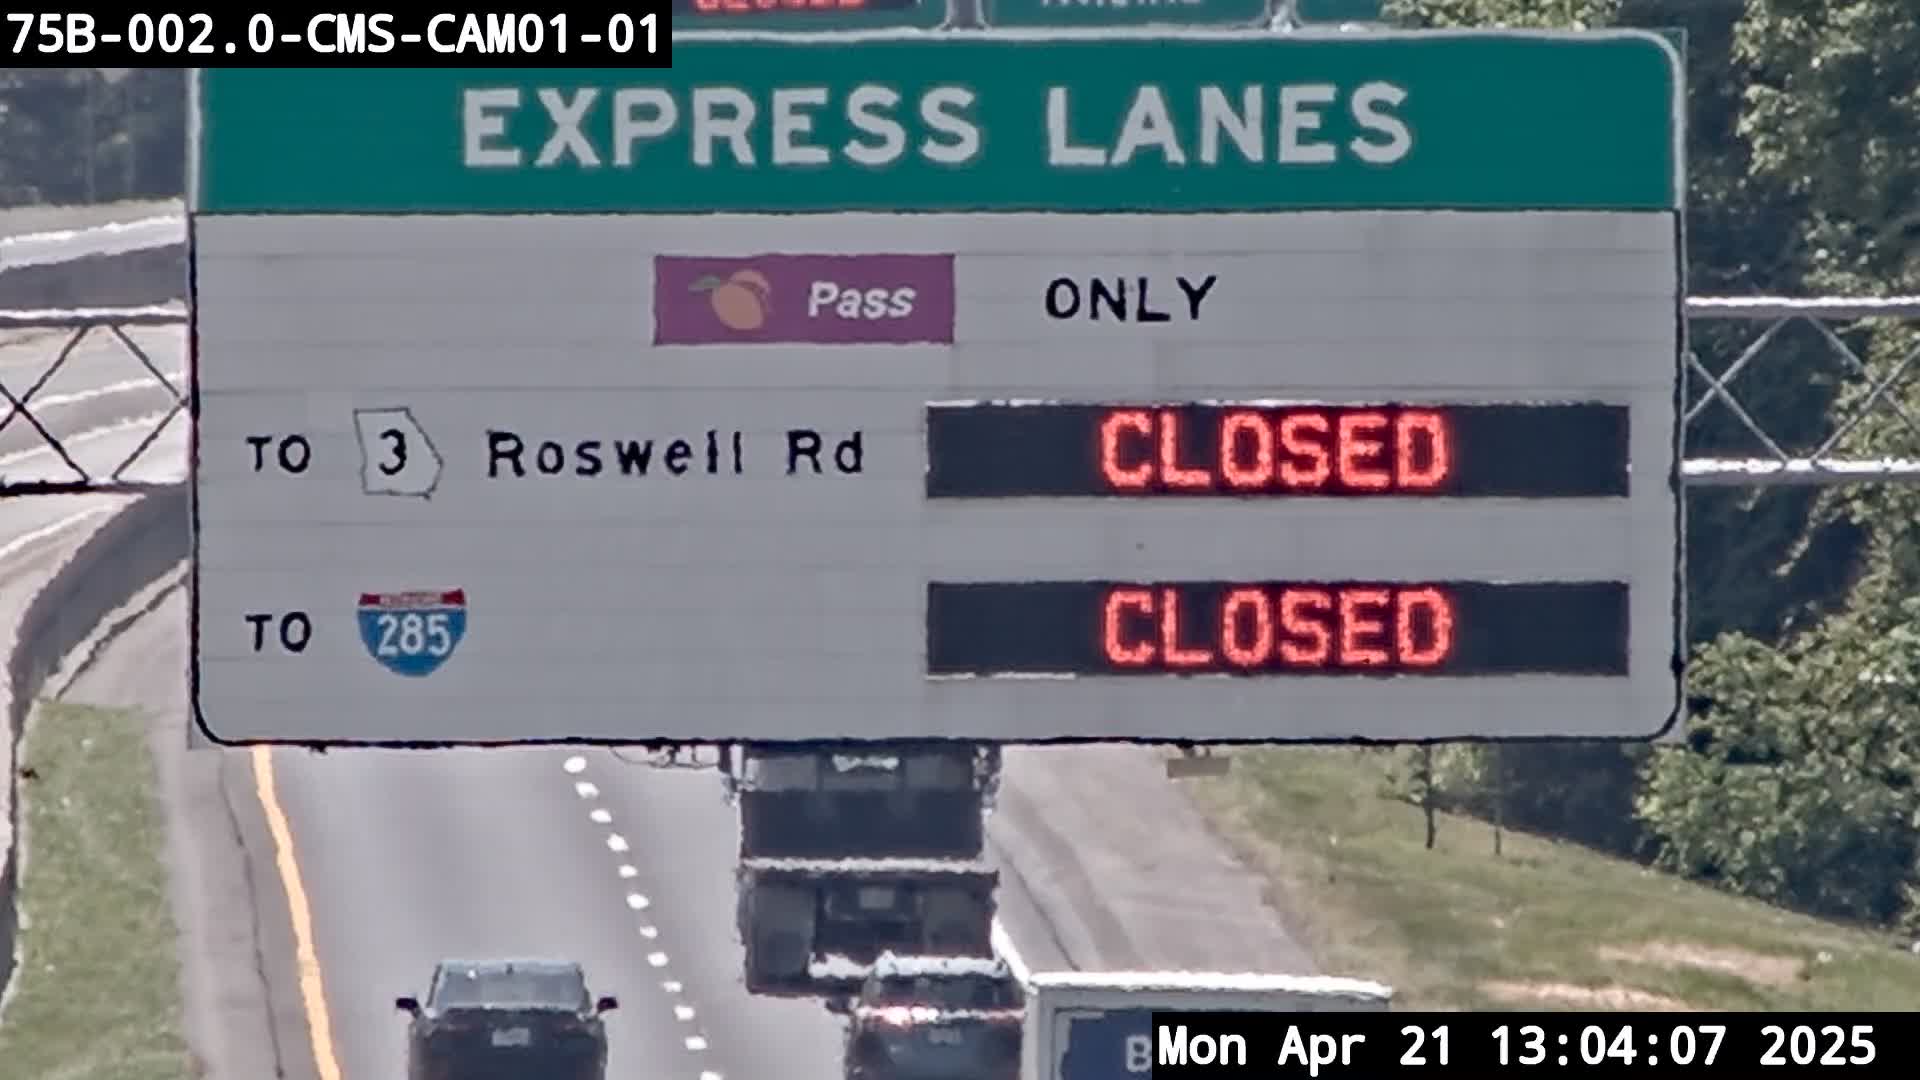 75B-002.0-CMS-CAM01-01
CLOSED
EXPRESS LANES
Pass ONLY
TO 3 Roswell Rd CLOSED
TO 285 CLOSED
Mon Apr 21 13:04:07 2025